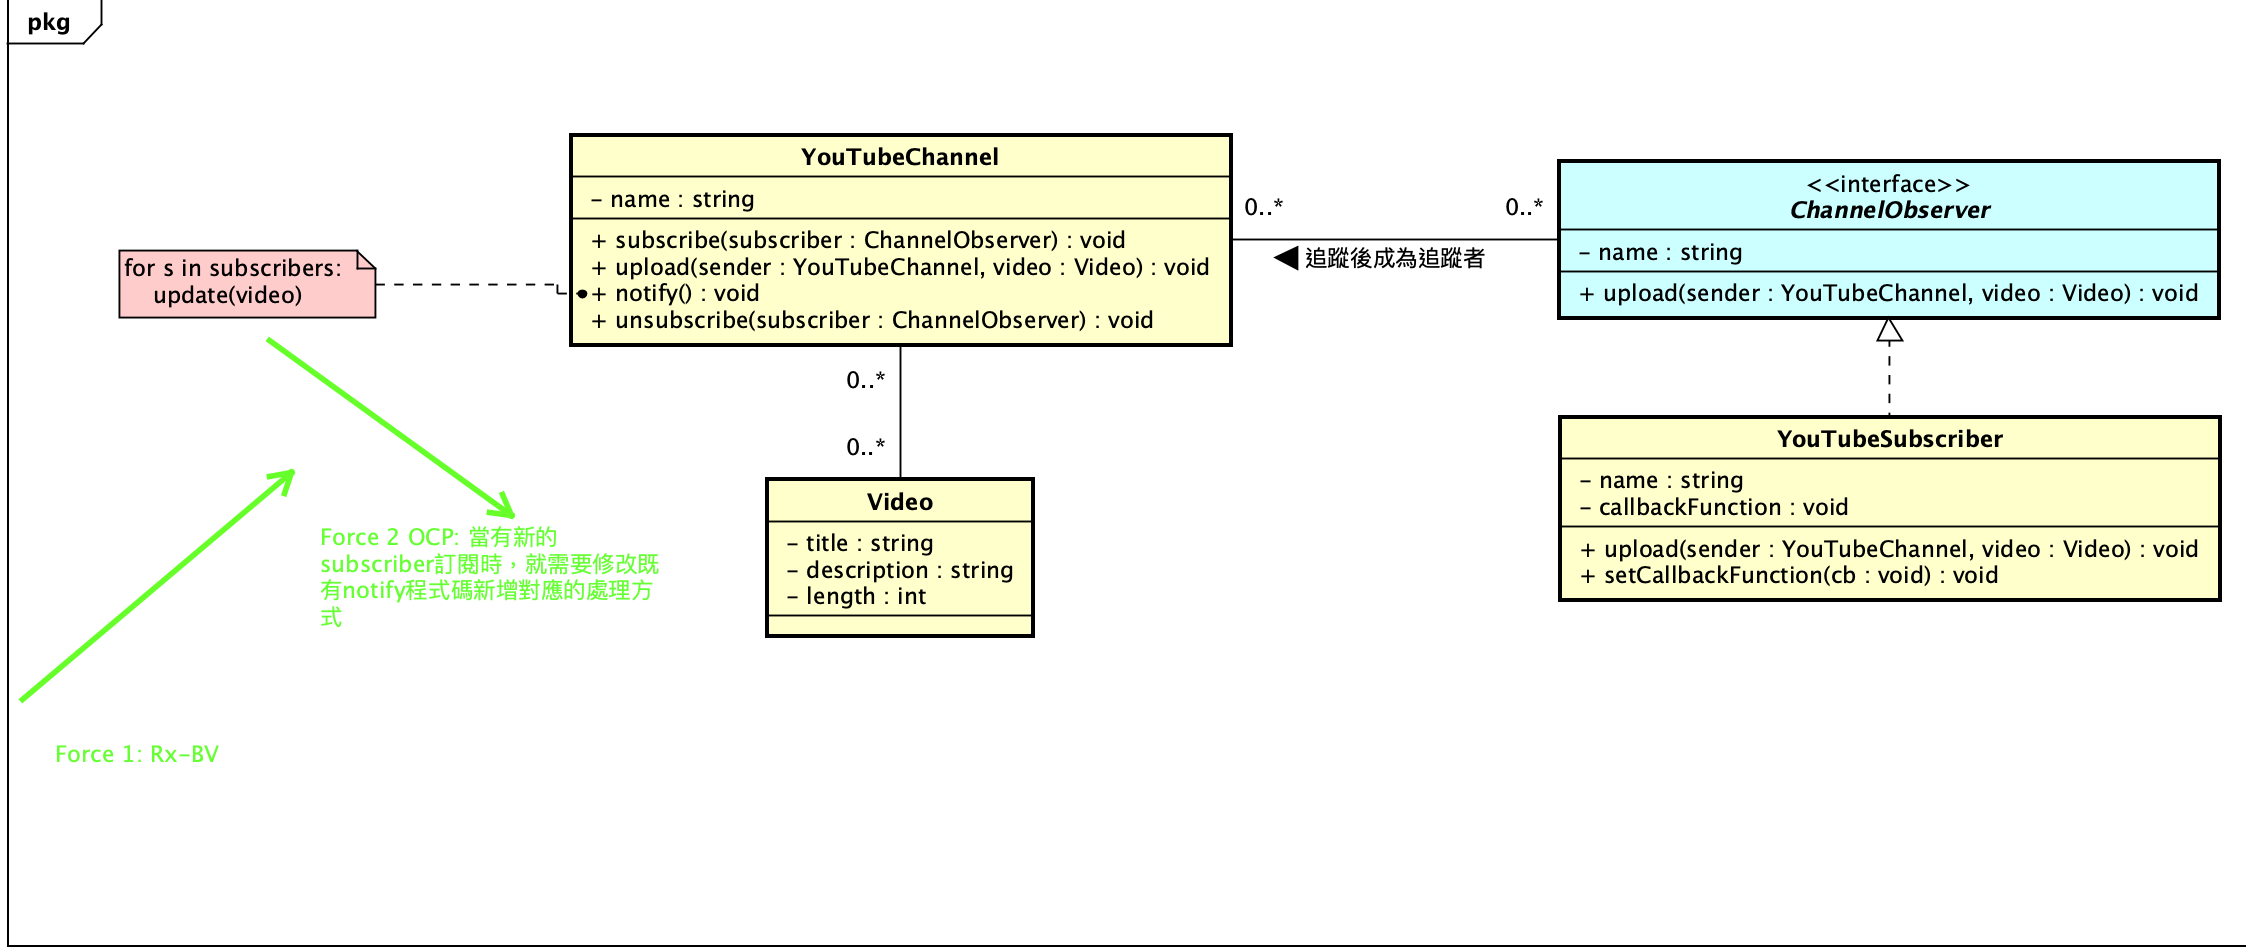 pkg
YouTubeChannel
- name : string
+ subscribe(subscriber : ChannelObserver) : void
+ upload(sender : YouTubeChannel, video : Video) : void
+ notify() : void
+ unsubscribe(subscriber : ChannelObserver) : void
for s in subscribers:
update(video)
0..*
0..*
追蹤後成為追蹤者
<<interface>>
ChannelObserver
- name : string
+ upload(sender : YouTubeChannel, video : Video) : void
0..*
0..*
Video
- title : string
- description : string
- length : int
YouTubeSubscriber
- name : string
- callbackFunction : void
+ upload(sender : YouTubeChannel, video : Video) : void
+ setCallbackFunction(cb : void) : void
Force 2 OCP: 當有新的
subscriber訂閱時，就需要修改既
有notify程式碼新增對應的處理方
式
Force 1: Rx-BV